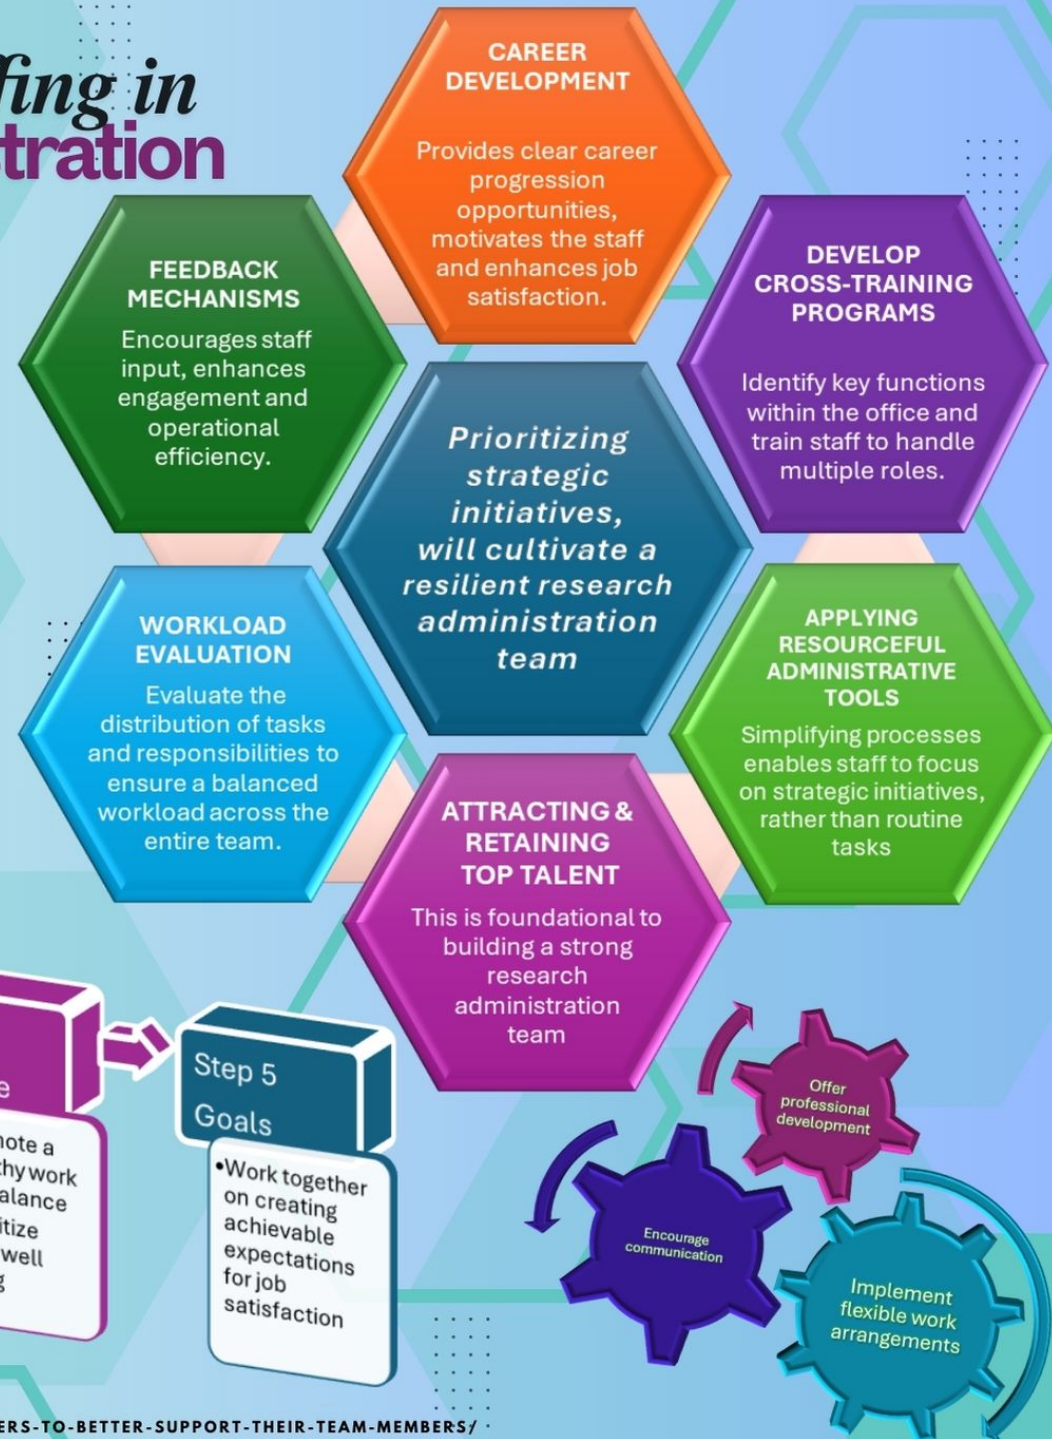 fing in
tration
CAREER
DEVELOPMENT
Provides clear career
progression
opportunities,
motivates the staff
and enhances job
satisfaction.
FEEDBACK
MECHANISMS
Encourages staff
input, enhances
engagement and
operational
efficiency.
DEVELOP
CROSS-TRAINING
PROGRAMS
Identify key functions
within the office and
train staff to handle
multiple roles.
Prioritizing
strategic
initiatives,
will cultivate a
resilient research
administration
team
WORKLOAD
EVALUATION
Evaluate the
distribution of tasks
and responsibilities to
ensure a balanced
workload across the
entire team.
APPLYING
RESOURCEFUL
ADMINISTRATIVE
TOOLS
Simplifying processes
enables staff to focus
on strategic initiatives,
rather than routine
tasks
ATTRACTING &
RETAINING
TOP TALENT
This is foundational to
building a strong
research
administration
team
e
note a
thy work
alance
itize
well
g
Step 5
Goals
•Work together
on creating
achievable
expectations
for job
satisfaction
Offer
professional
development
Encourage
communication
Implement
flexible work
arrangements
ERS-TO-BETTER-SUPPORT-THEIR-TEAM-MEMBERS/